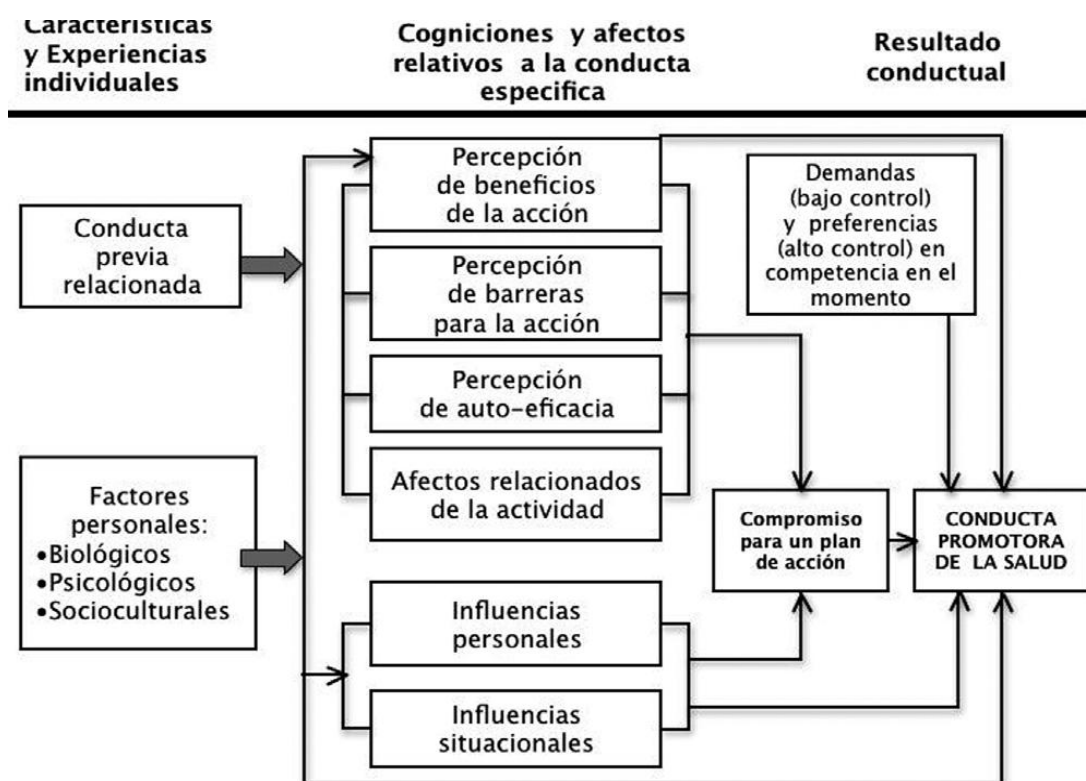 Características
y Experiencias
individuales
Cogniciones y afectos
relativos a la conducta
especifica
Resultado
conductual
Conducta
previa
relacionada
Factores
personales:
•Biológicos
•Psicológicos
•Socioculturales
Percepción
de beneficios
de la acción
Percepción
de barreras
para la acción
Percepción
de auto-eficacia
Afectos relacionados
de la actividad
Influencias
personales
Influencias
situacionales
Demandas
(bajo control)
y preferencias
(alto control) en
competencia en el
momento
Compromiso
para un plan
de acción
CONDUCTA
PROMOTORA
DE LA SALUD